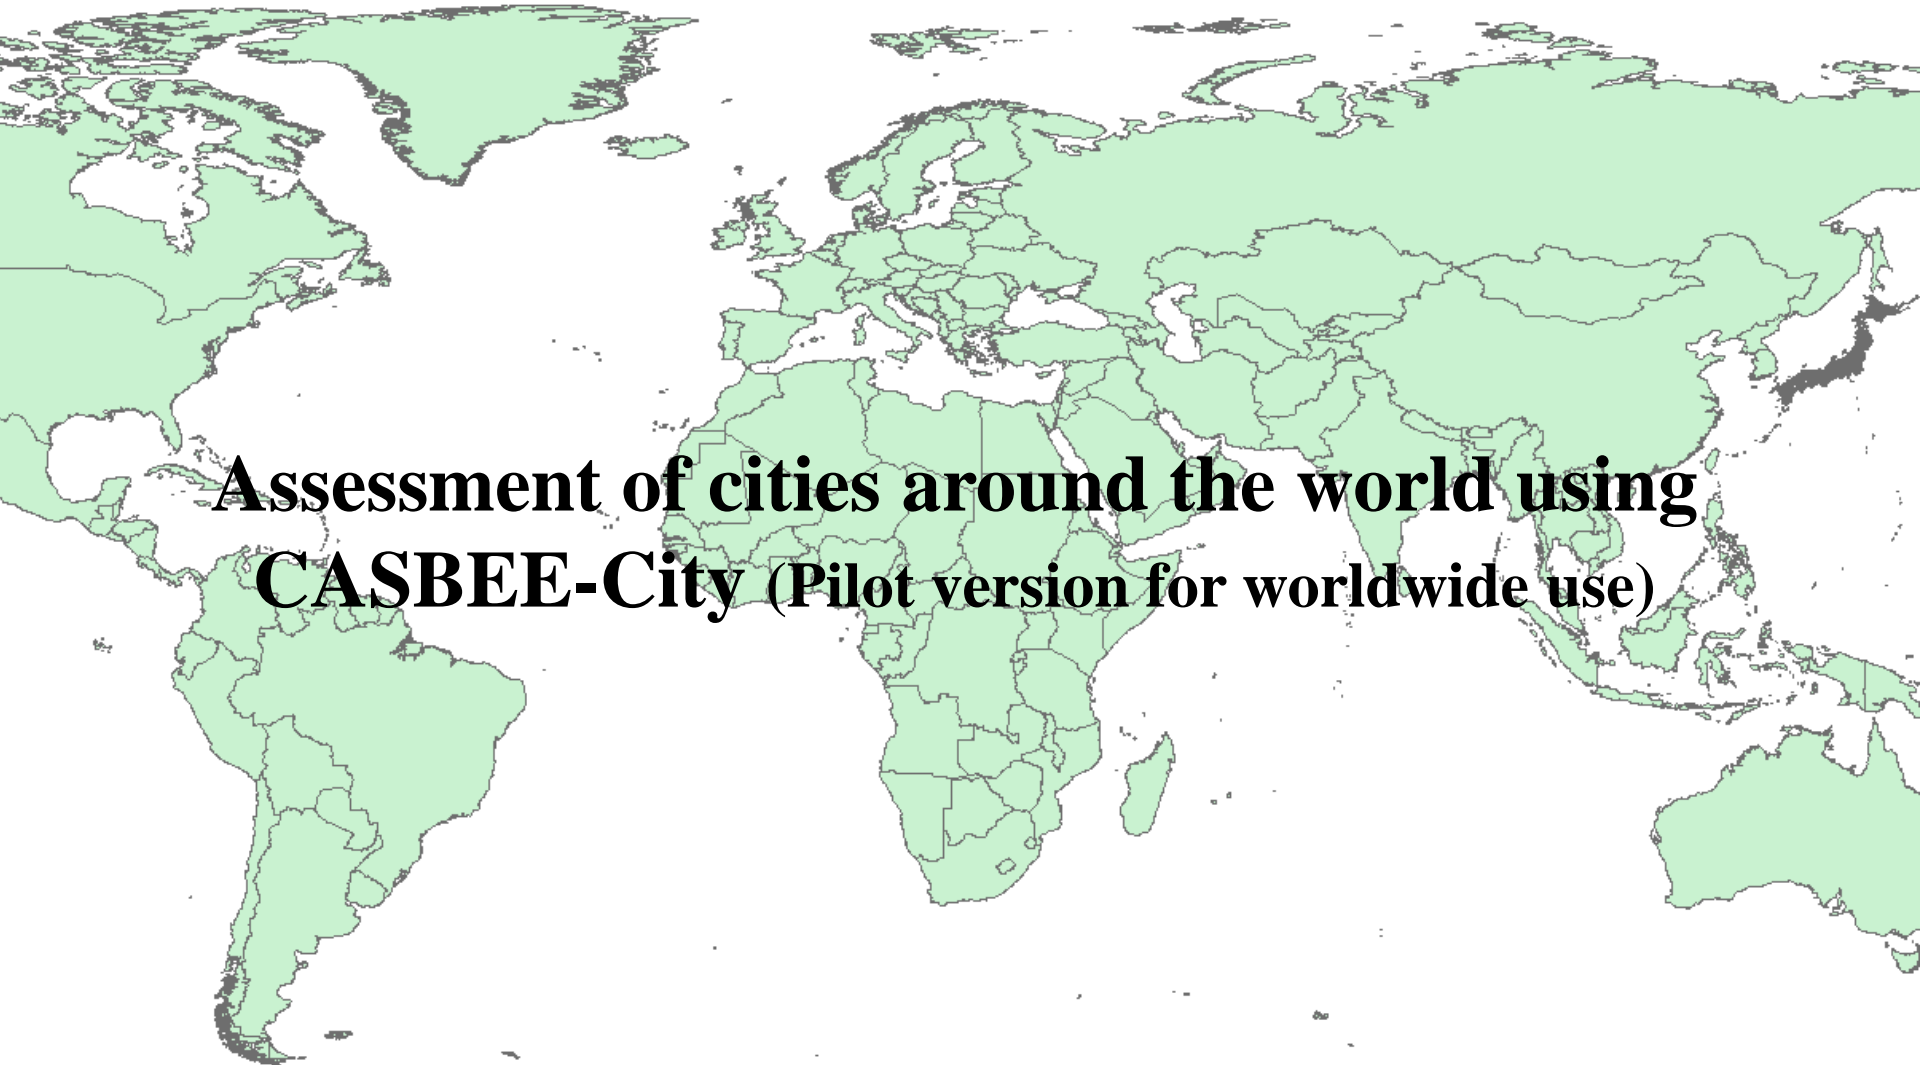 Assessment of cities around the world using
CASBEE-City (Pilot version for worldwide use)